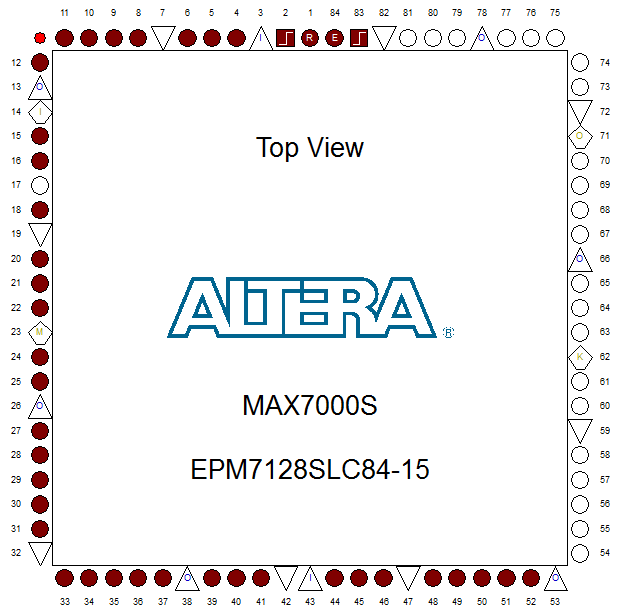 11 10 9 8 7 6 5 4 3 2 1 84 83 82 81 80 79 78 77 76 75
I R E O
12 74
13 O 73
14 I 72
15 O 71
16 70
17 69
18 68
19 67
20 O 66
21 65
22 64
23 M 63
24 K 62
25 61
26 O 60
27 59
28 58
29 57
30 56
31 55
32 54
Top View
ALTERA ®
MAX7000S
EPM7128SLC84-15
O I O
33 34 35 36 37 38 39 40 41 42 43 44 45 46 47 48 49 50 51 52 53